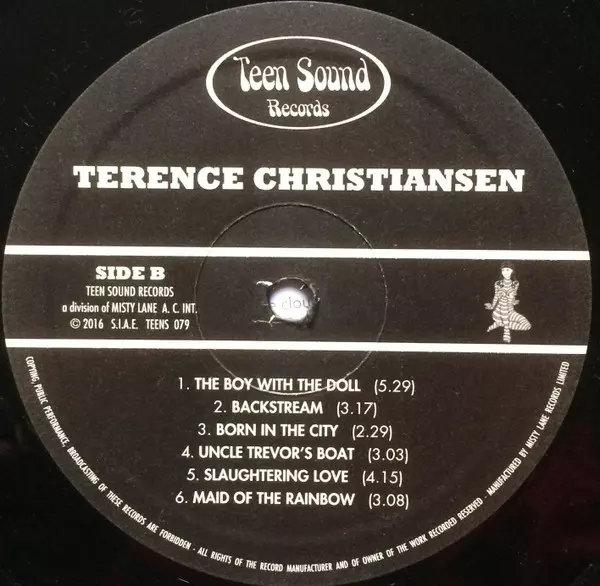 Teen Sound
Records
TERENCE CHRISTIANSEN
SIDE B
TEEN SOUND RECORDS
a division of MISTY LANE A. C. INT.
© 2016 S.I.A.E. TEENS 079
1. THE BOY WITH THE DOLL (5.29)
2. BACKSTREAM (3.17)
3. BORN IN THE CITY (2.29)
4. UNCLE TREVOR'S BOAT (3.03)
5. SLAUGHTERING LOVE (4.15)
6. MAID OF THE RAINBOW (3.08)
COPYING, PUBLIC PERFORMANCE, BROADCASTING OF THESE RECORDS ARE FORBIDDEN - ALL RIGHTS OF THE RECORD MANUFACTURER AND OF OWNER OF THE WORK RECORDED RESERVED - MANUFACTURED BY MISTY LANE RECORDS LIMITED